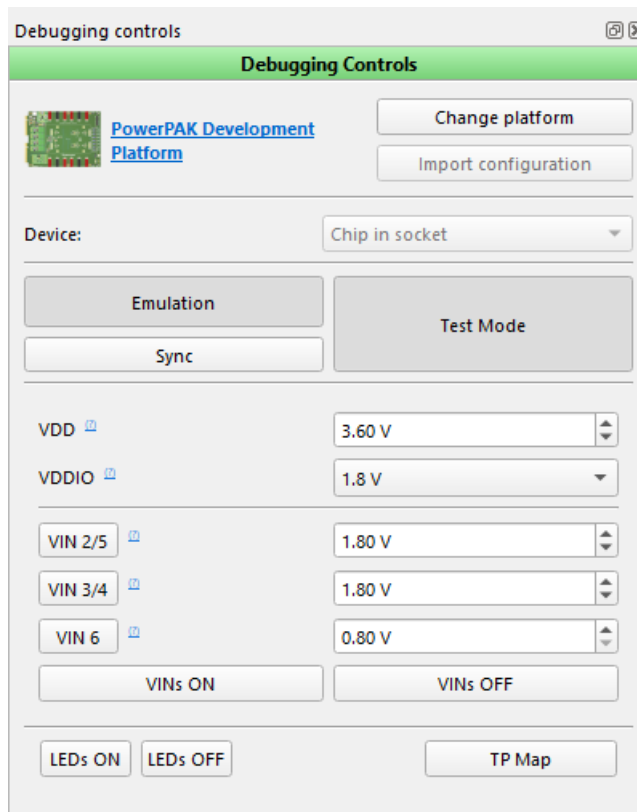 Debugging controls
Debugging Controls
PowerPAK Development
Platform
Change platform
Import configuration
Device:
Chip in socket
Emulation
Test Mode
Sync
VDD (?)
3.60 V
VDDIO (?)
1.8 V
VIN 2/5 (?)
1.80 V
VIN 3/4 (?)
1.80 V
VIN 6 (?)
0.80 V
VINs ON
VINs OFF
LEDs ON
LEDs OFF
TP Map